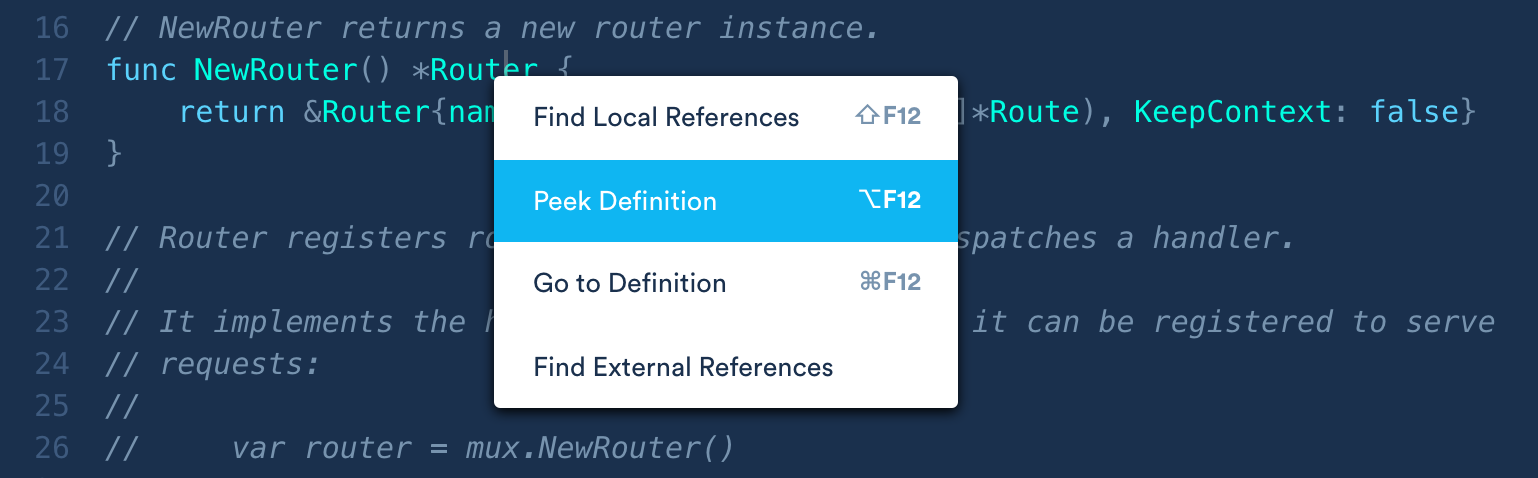 16 // NewRouter returns a new router instance.
17 func NewRouter() *Router {
18 return &Router{nam ]*Route), KeepContext: false}
19 }
20
21 // Router registers ro spatches a handler.
22 //
23 // It implements the h it can be registered to serve
24 // requests:
25 //
26 // var router = mux.NewRouter()
Find Local References ⇧F12
Peek Definition ⌥F12
Go to Definition ⌘F12
Find External References